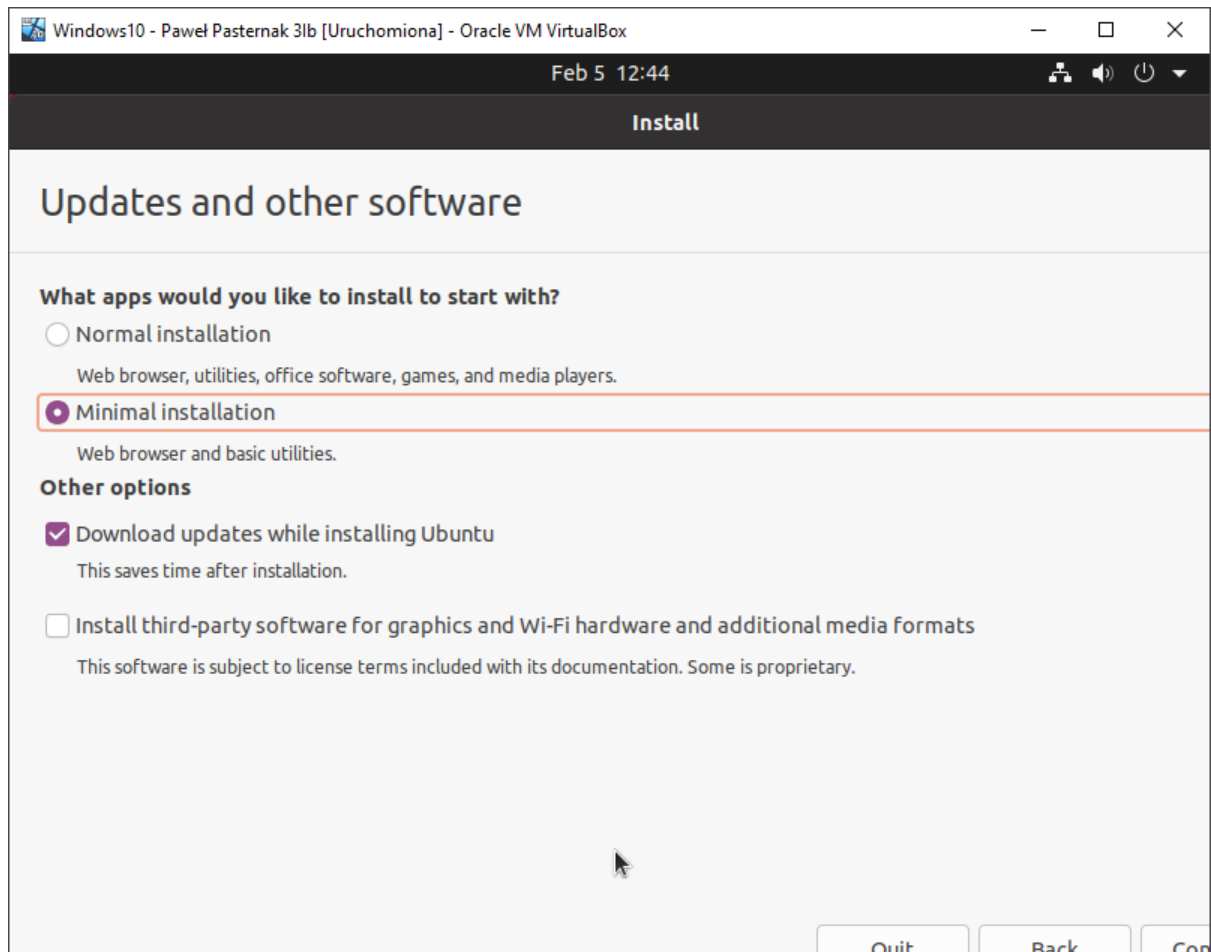 Windows10 - Paweł Pasternak 3lb [Uruchomiona] - Oracle VM VirtualBox
Feb 5 12:44
Install
Updates and other software
What apps would you like to install to start with?
Normal installation
Web browser, utilities, office software, games, and media players.
Minimal installation
Web browser and basic utilities.
Other options
Download updates while installing Ubuntu
This saves time after installation.
Install third-party software for graphics and Wi-Fi hardware and additional media formats
This software is subject to license terms included with its documentation. Some is proprietary.
Quit Back